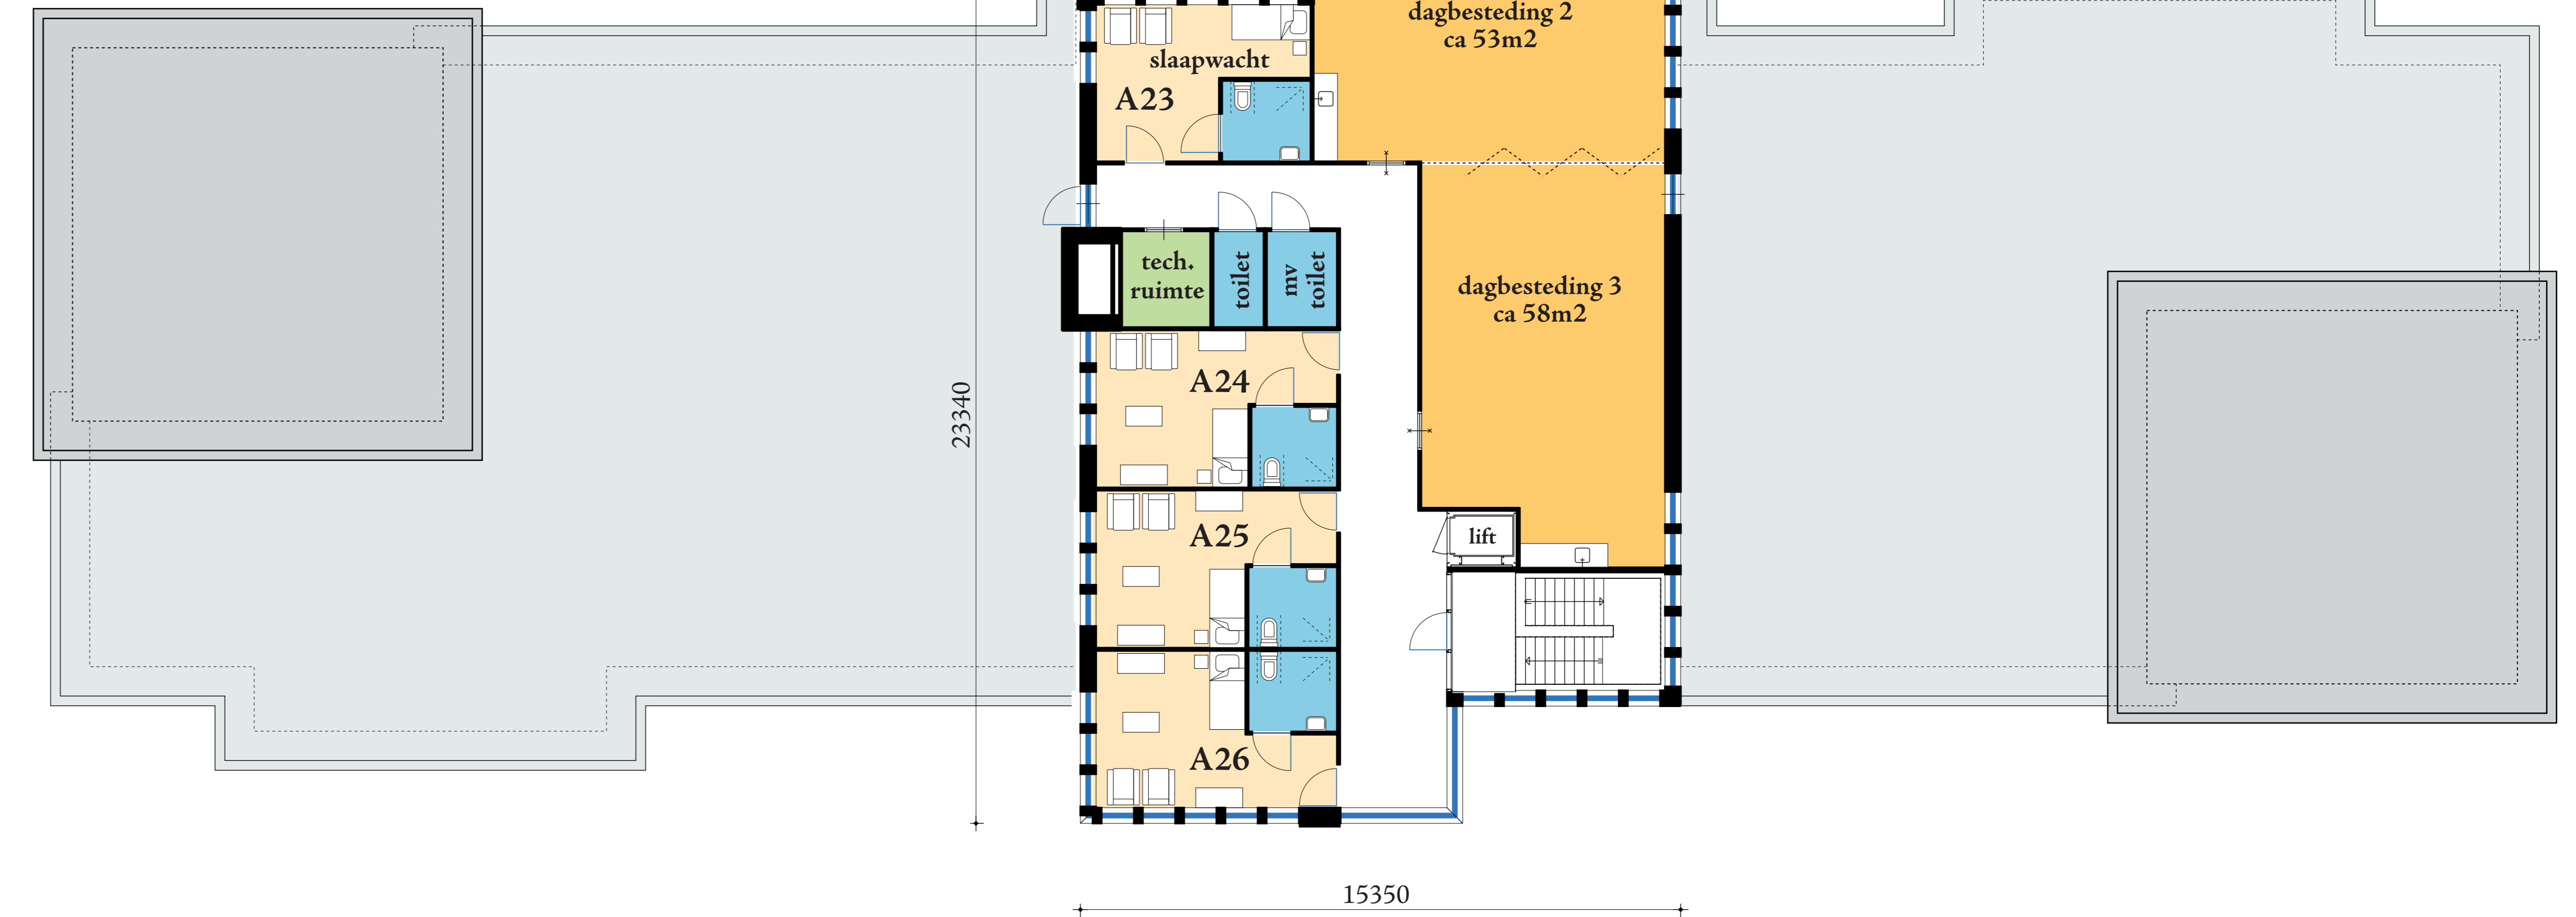 dagbesteding 2
ca 53m2
slaapwacht
A23
tech.
ruimte
toilet
mv
toilet
dagbesteding 3
ca 58m2
A24
23340
A25
lift
A26
15350